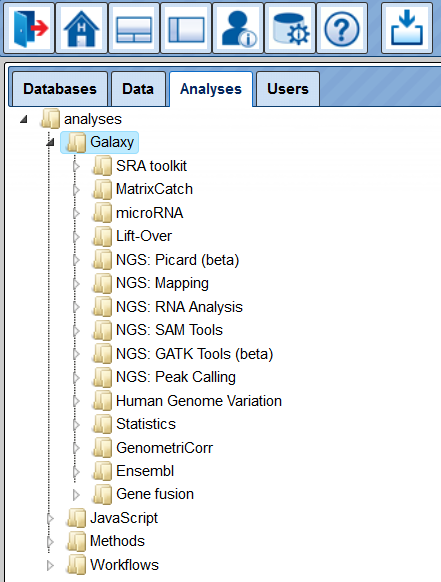 Databases Data Analyses Users
analyses
Galaxy
SRA toolkit
MatrixCatch
microRNA
Lift-Over
NGS: Picard (beta)
NGS: Mapping
NGS: RNA Analysis
NGS: SAM Tools
NGS: GATK Tools (beta)
NGS: Peak Calling
Human Genome Variation
Statistics
GenometriCorr
Ensembl
Gene fusion
JavaScript
Methods
Workflows